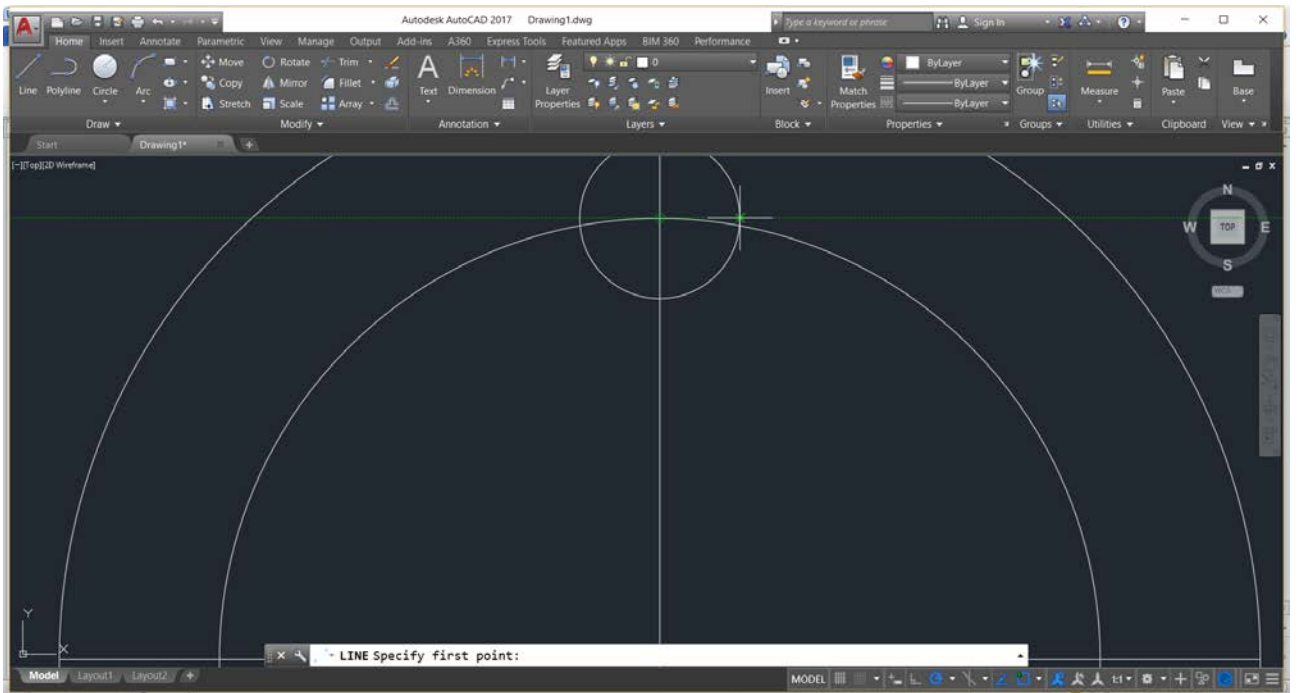 A. Autodesk AutoCAD 2017 Drawing1.dwg Type a keyword or phrase Sign In
Home Insert Annotate Parametric View Manage Output Add-ins A360 Express Tools Featured Apps BIM 360 Performance
Move Rotate Trim 0 ByLayer
Line Polyline Circle Arc Copy Mirror Fillet A Text Dimension Layer Properties Insert Match Properties ByLayer Group Measure Paste Base
Stretch Scale Array ByLayer
Draw Modify Annotation Layers Block Properties Groups Utilities Clipboard View
Start Drawing1* +
[-][Top][2D Wireframe]
N
W TOP E
S
Y
X
LINE Specify first point:
Model Layout1 Layout2 + MODEL 1:1